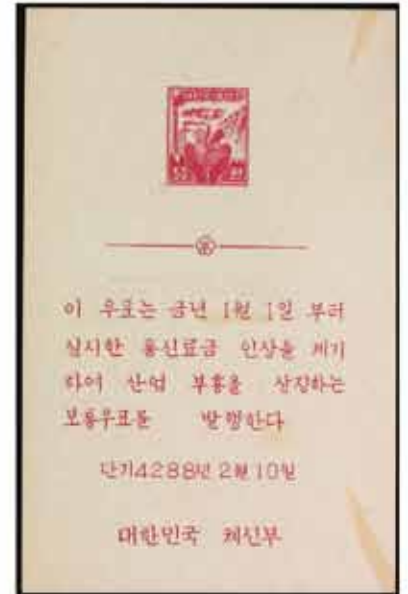 이 우표는 금년 1월 1일 부터
실시한 통신료금 인상을 계기
하여 산업 부흥을 상징하는
보통우표를 발행한다
단기4288년 2월 10일
대한민국 체신부